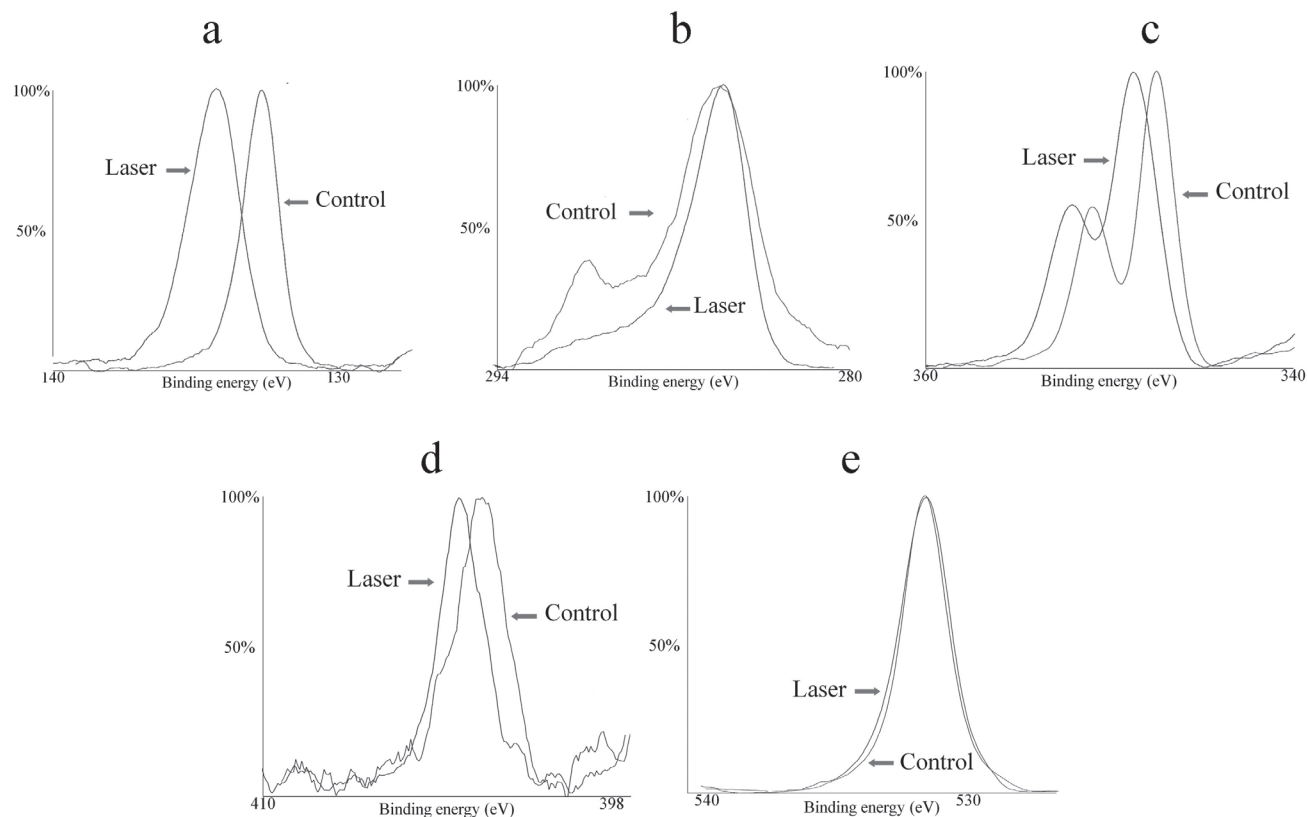 a
100%
Laser
Control
50%
140
130
Binding energy (eV)
b
100%
Control
50%
Laser
294
280
Binding energy (eV)
c
100%
Laser
Control
50%
360
340
Binding energy (eV)
d
100%
Laser
Control
50%
410
398
Binding energy (eV)
e
100%
50%
Laser
Control
540
530
Binding energy (eV)